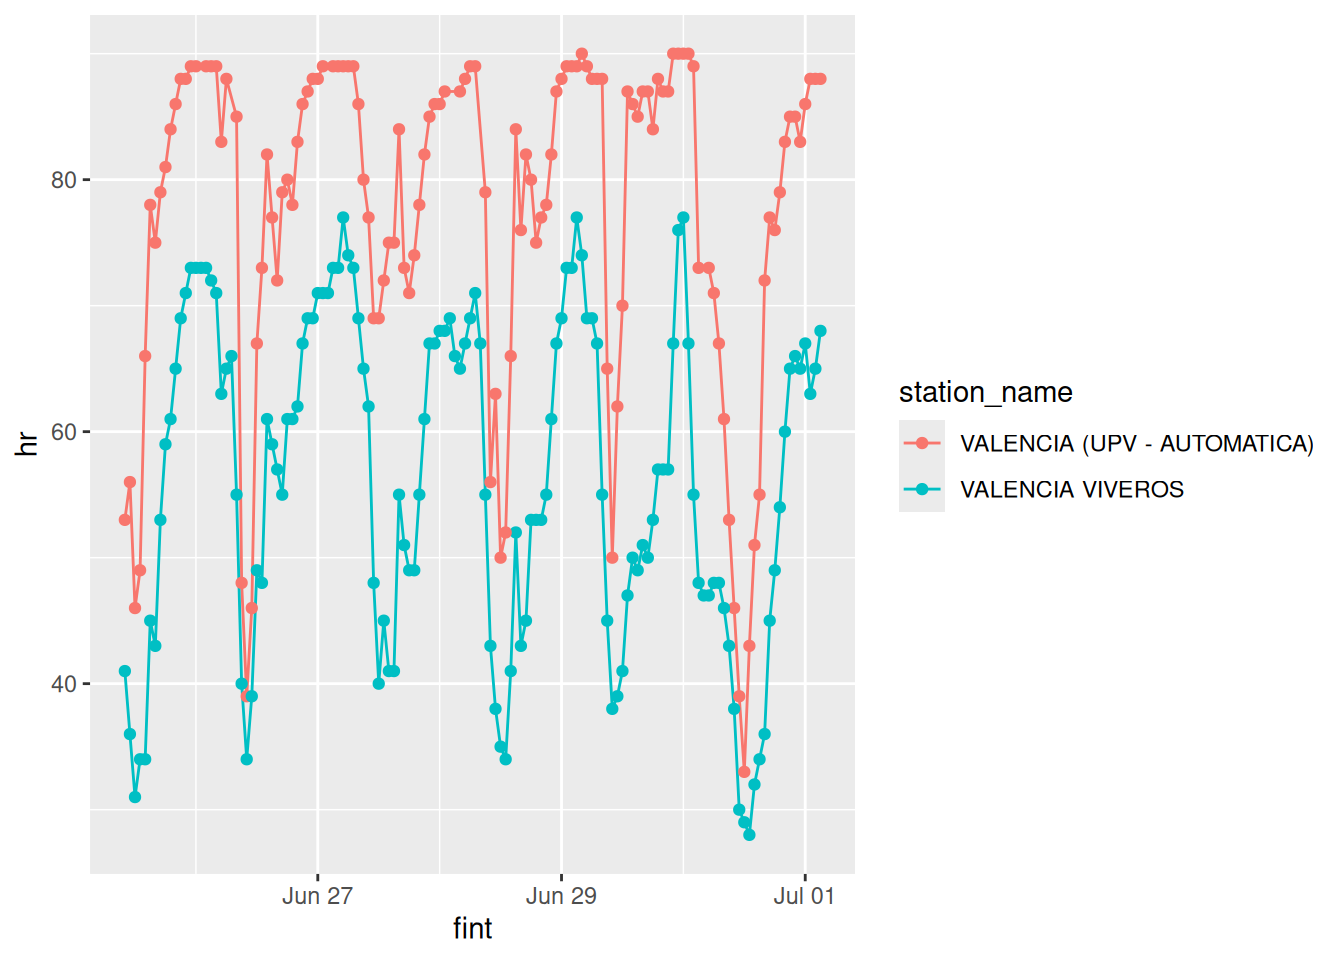 hr
80
60
40
Jun 27
Jun 29
Jul 01
fint
station_name
VALENCIA (UPV - AUTOMATICA)
VALENCIA VIVEROS